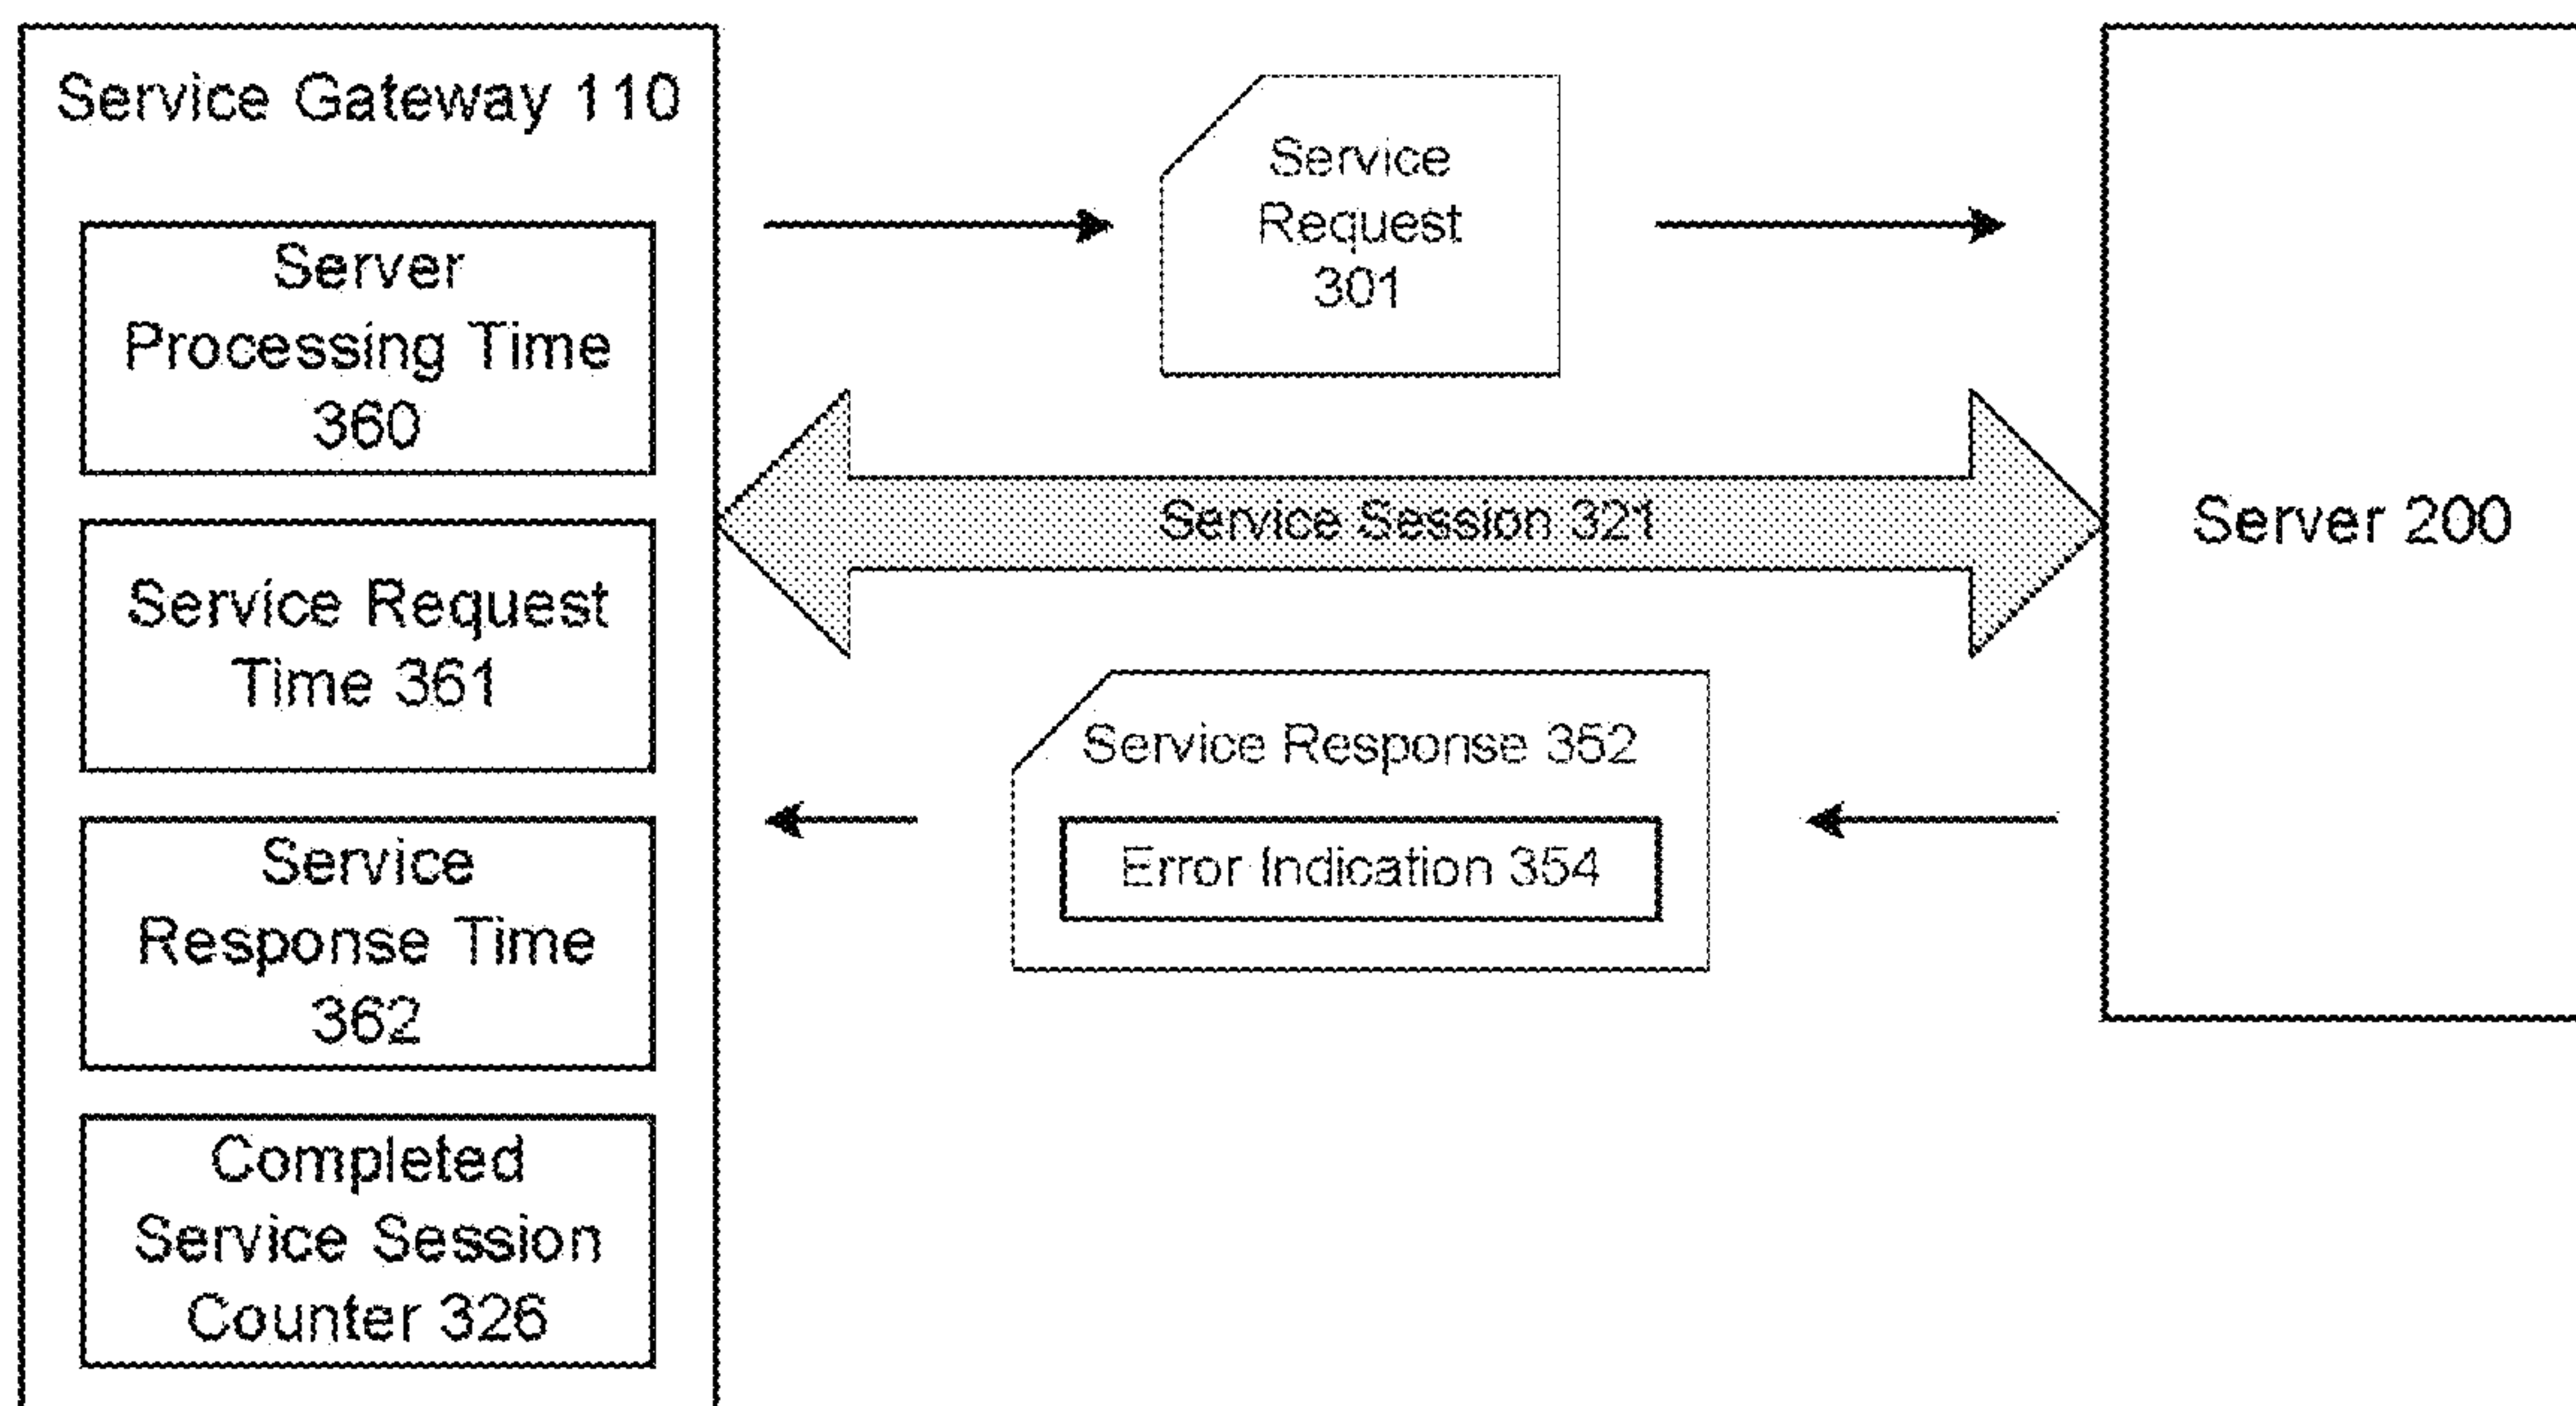 Service Gateway 110
Server
Processing Time
360
Service Request
Time 361
Service
Response Time
362
Completed
Service Session
Counter 326
Service
Request
301
Service Session 321
Service Response 352
Error Indication 354
Server 200